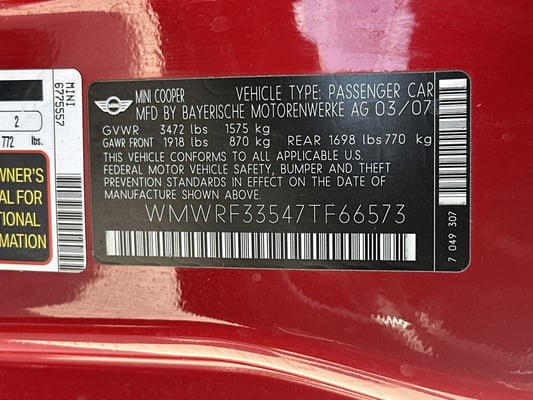 MINI
6775557
2
772 lbs.
WNER'S
AL FOR
TIONAL
MATION
MINI COOPER VEHICLE TYPE: PASSENGER CAR
MFD BY BAYERISCHE MOTORENWERKE AG 03/07
GVWR 3472 lbs 1575 kg
GAWR FRONT 1918 lbs 870 kg REAR 1698 lbs 770 kg
THIS VEHICLE CONFORMS TO ALL APPLICABLE U.S.
FEDERAL MOTOR VEHICLE SAFETY, BUMPER AND THEFT
PREVENTION STANDARDS IN EFFECT ON THE DATE OF
MANUFACTURE SHOWN ABOVE.
WMWRF33547TF66573
7 049 307